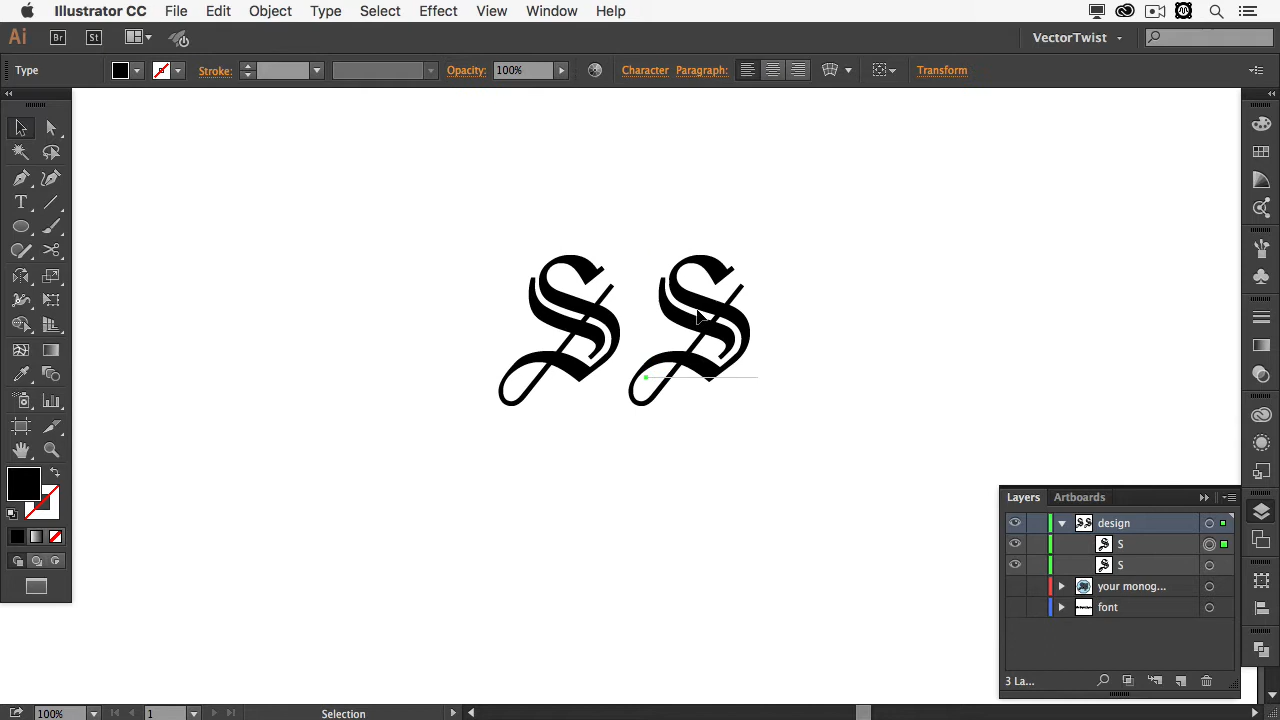 Illustrator CC File Edit Object Type Select Effect View Window Help
Ai Br St VectorTwist
Type Stroke: Opacity: 100% Character Paragraph: Transform
T
S S
Layers Artboards
design
S
S
your monog...
font
3 La...
100% 1 Selection